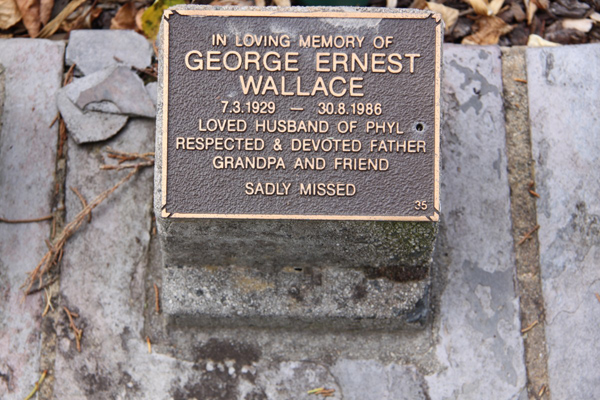 IN LOVING MEMORY OF
GEORGE ERNEST
WALLACE
7.3.1929 — 30.8.1986
LOVED HUSBAND OF PHYL
RESPECTED & DEVOTED FATHER
GRANDPA AND FRIEND
SADLY MISSED
35